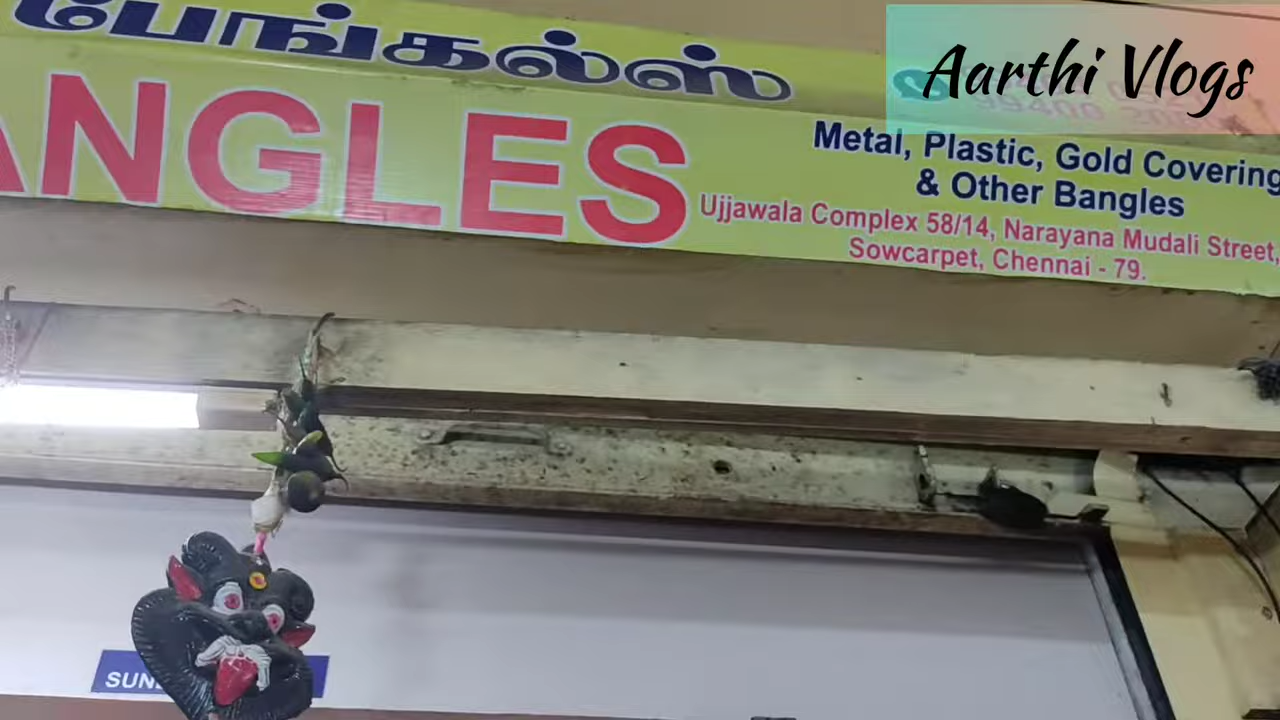 பேங்கல்ஸ்
Aarthi Vlogs
ANGLES
Metal, Plastic, Gold Covering
& Other Bangles
Ujjawala Complex 58/14, Narayana Mudali Street,
Sowcarpet, Chennai - 79.